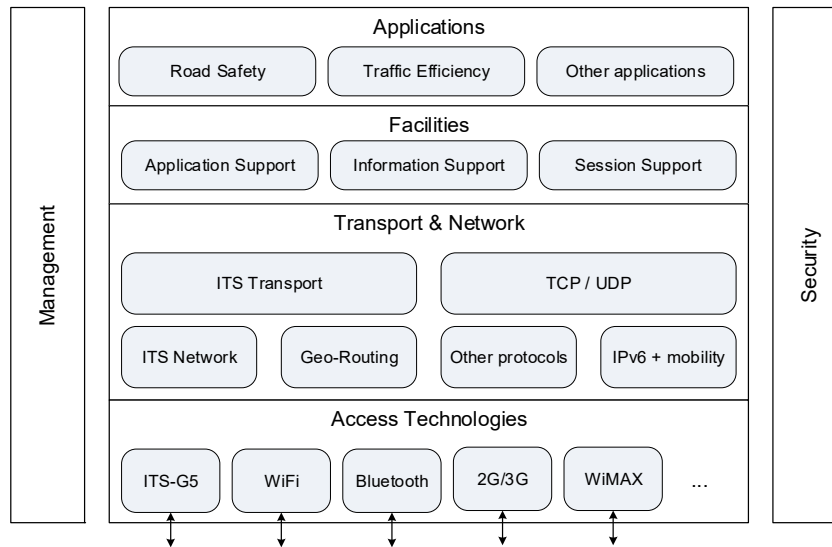 Applications
Road Safety
Traffic Efficiency
Other applications
Facilities
Application Support
Information Support
Session Support
Transport & Network
ITS Transport
TCP / UDP
ITS Network
Geo-Routing
Other protocols
IPv6 + mobility
Access Technologies
ITS-G5
WiFi
Bluetooth
2G/3G
WiMAX
...
Management
Security